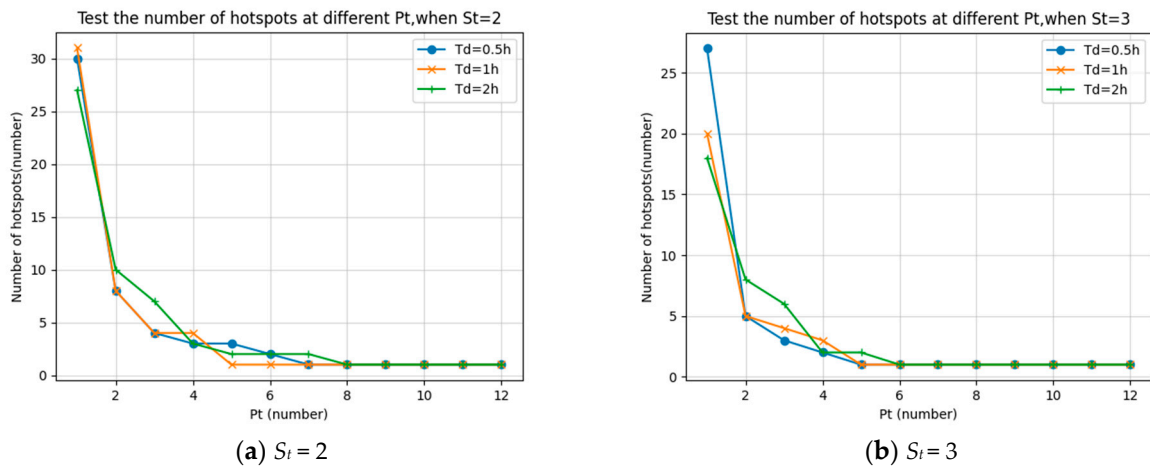 Test the number of hotspots at different Pt,when St=2
Number of hotspots(number)
30
25
20
15
10
5
0
Td=0.5h
Td=1h
Td=2h
2 4 6 8 10 12
Pt (number)
(a) St = 2
Test the number of hotspots at different Pt,when St=3
Number of hotspots(number)
25
20
15
10
5
0
Td=0.5h
Td=1h
Td=2h
2 4 6 8 10 12
Pt (number)
(b) St = 3